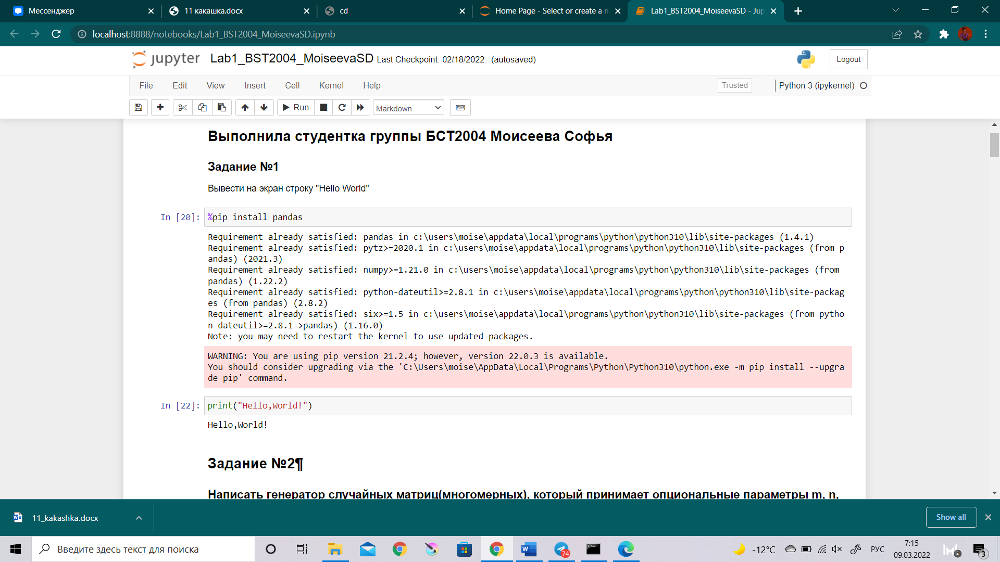 Мессенджер
11 какашка.docx
cd
Home Page - Select or create a n
Lab1_BST2004_MoiseevaSD - Jup
localhost:8888/notebooks/Lab1_BST2004_MoiseevaSD.ipynb
jupyter Lab1_BST2004_MoiseevaSD Last Checkpoint: 02/18/2022 (autosaved)
Logout
File Edit View Insert Cell Kernel Help
Trusted
Python 3 (ipykernel)
Run
Markdown
Выполнила студентка группы БСТ2004 Моисеева Софья
Задание №1
Вывести на экран строку "Hello World"
In [20]: %pip install pandas
Requirement already satisfied: pandas in c:\users\moise\appdata\local\programs\python\python310\lib\site-packages (1.4.1)
Requirement already satisfied: pytz>=2020.1 in c:\users\moise\appdata\local\programs\python\python310\lib\site-packages (from p
andas) (2021.3)
Requirement already satisfied: numpy>=1.21.0 in c:\users\moise\appdata\local\programs\python\python310\lib\site-packages (from
pandas) (1.22.2)
Requirement already satisfied: python-dateutil>=2.8.1 in c:\users\moise\appdata\local\programs\python\python310\lib\site-packag
es (from pandas) (2.8.2)
Requirement already satisfied: six>=1.5 in c:\users\moise\appdata\local\programs\python\python310\lib\site-packages (from pytho
n-dateutil>=2.8.1->pandas) (1.16.0)
Note: you may need to restart the kernel to use updated packages.
WARNING: You are using pip version 21.2.4; however, version 22.0.3 is available.
You should consider upgrading via the 'C:\Users\moise\AppData\Local\Programs\Python\Python310\python.exe -m pip install --upgra
de pip' command.
In [22]: print("Hello,World!")
Hello,World!
Задание №2¶
Написать генератор случайных матриц(многомерных), который принимает опциональные параметры m, n,
11_kakashka.docx
Show all
Введите здесь текст для поиска
74
-12°C
РУС
7:15
09.03.2022
2
3